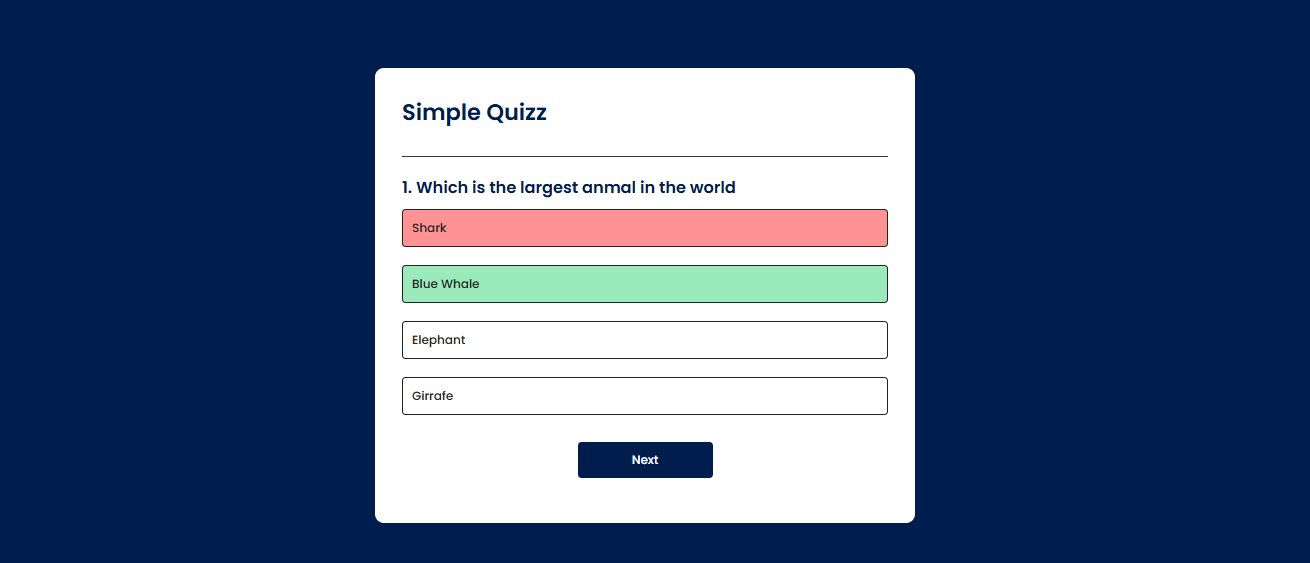 Simple Quizz
1. Which is the largest anmal in the world
Shark
Blue Whale
Elephant
Girrafe
Next